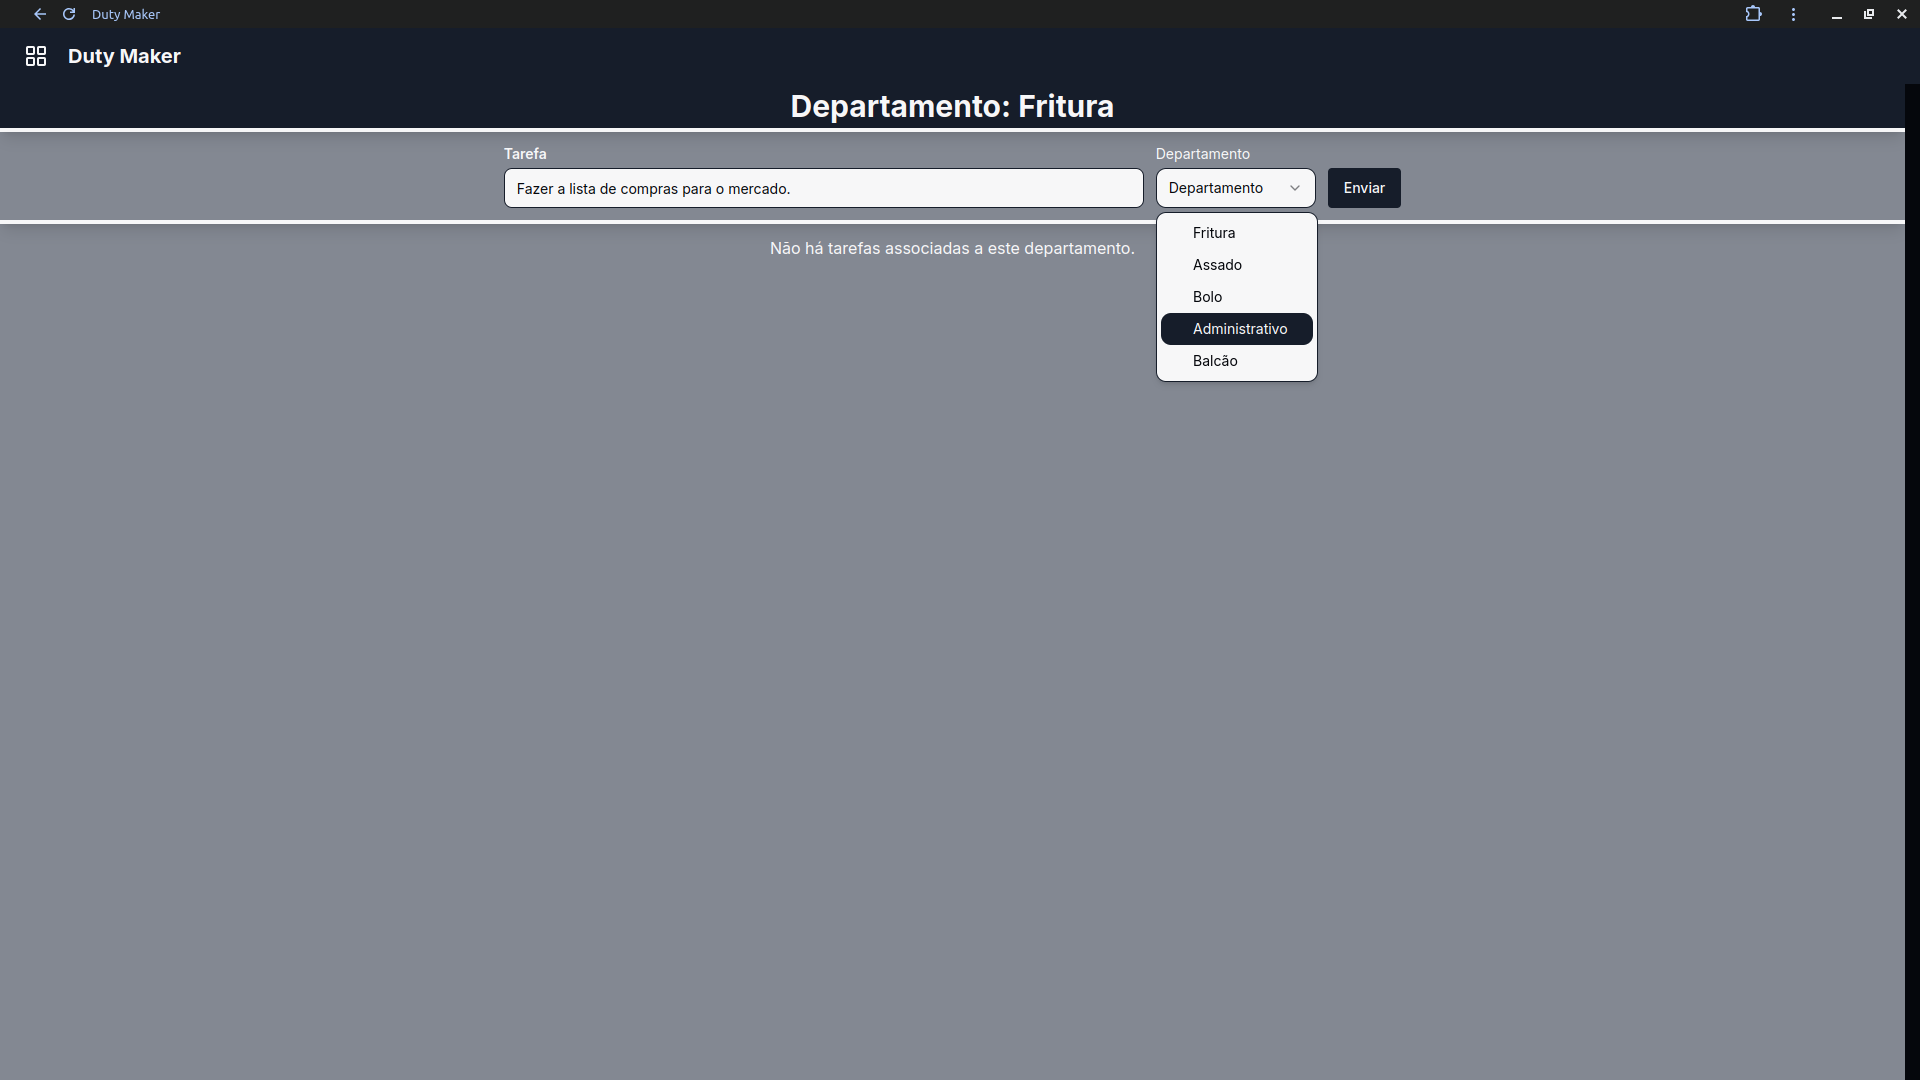 Duty Maker
Duty Maker
Departamento: Fritura
Tarefa
Departamento
Fazer a lista de compras para o mercado.
Departamento
Enviar
Não há tarefas associadas a este departamento.
Fritura
Assado
Bolo
Administrativo
Balcão